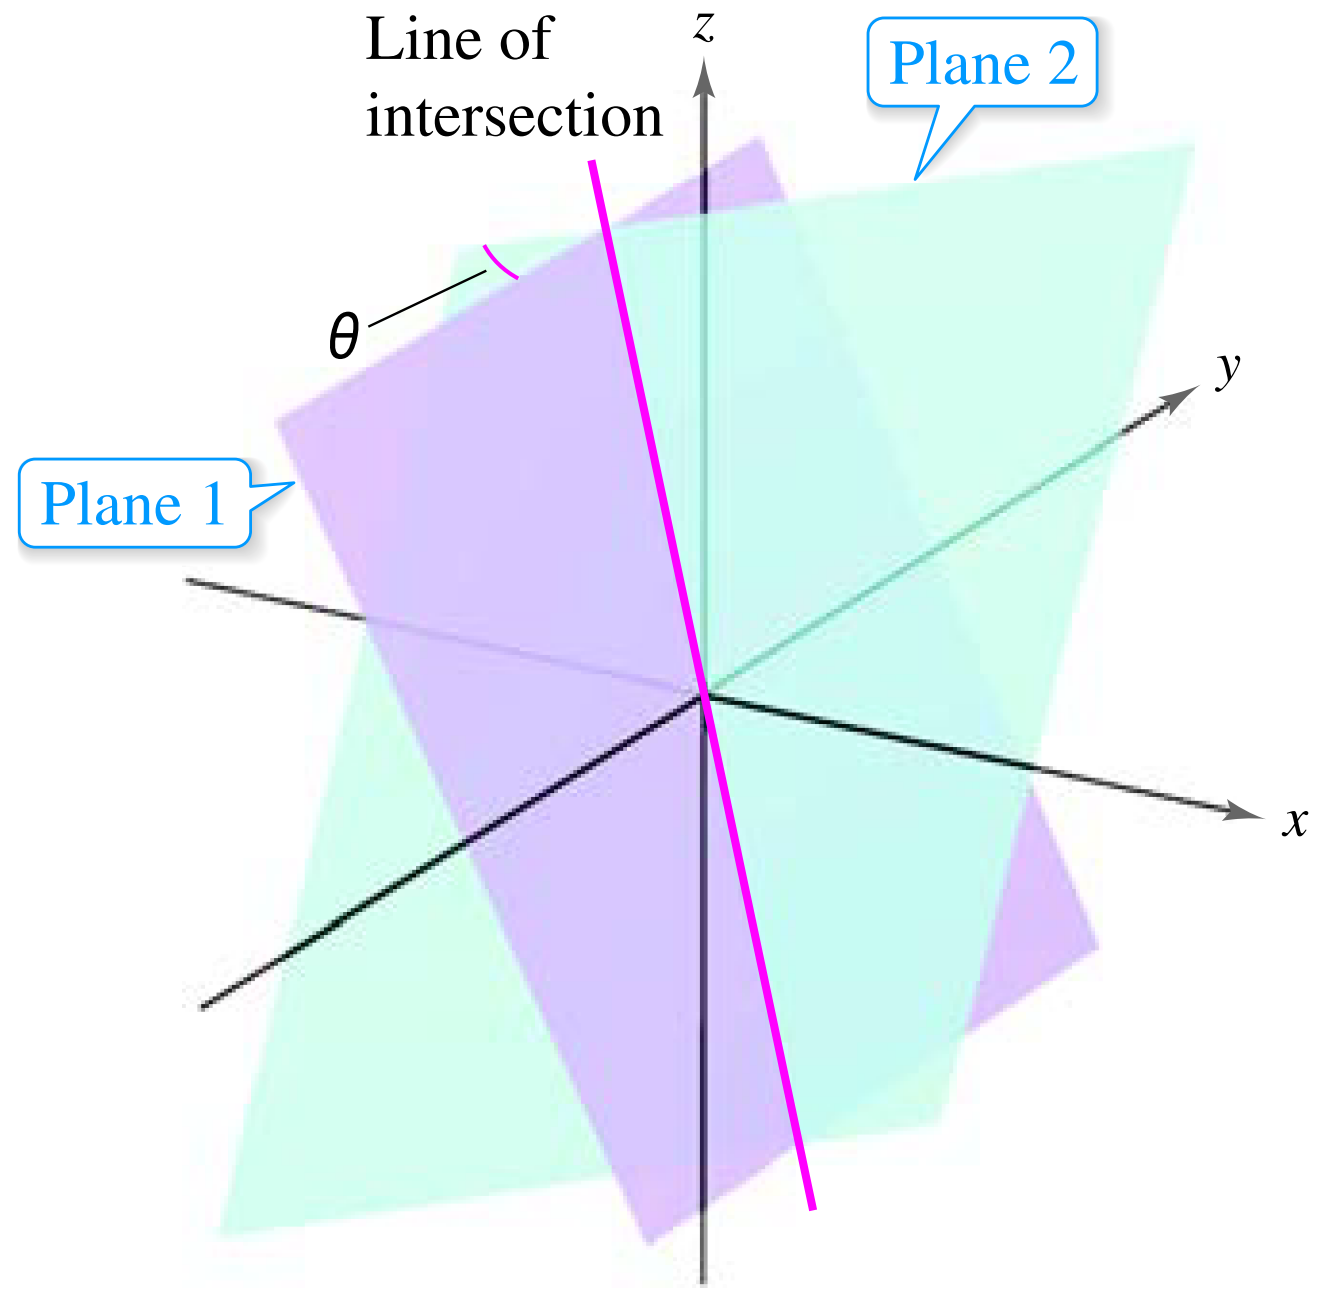 Line of
intersection
z
Plane 2
θ
y
Plane 1
x